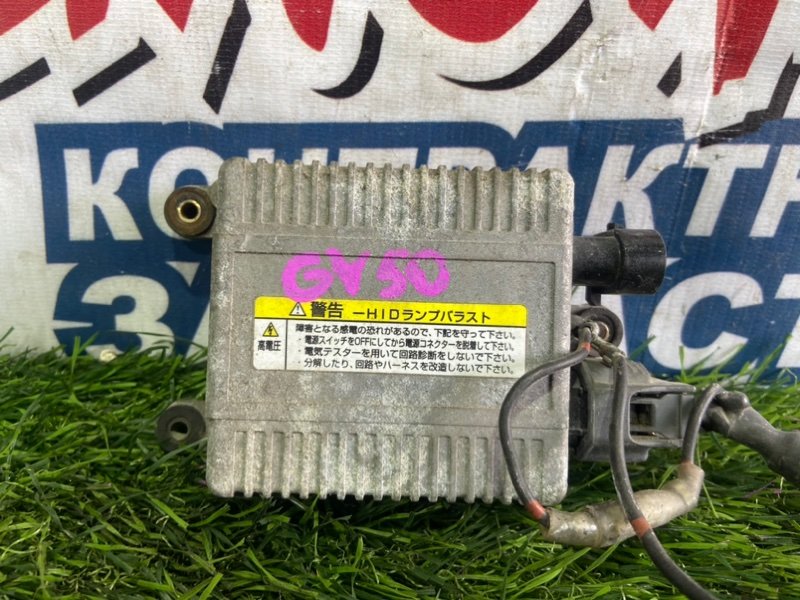 КОНТРАКТ
GV50
警告 ーHIDランプバラスト
高電圧
障害となる感電の恐れがあるので、下記を守って下さい。
・電源スイッチをOFFにしてから電源コネクターを脱着して下さい。
・電気テスターを用いて回路診断をしないで下さい。
・分解したり、回路やハーネスを改造しないで下さい。